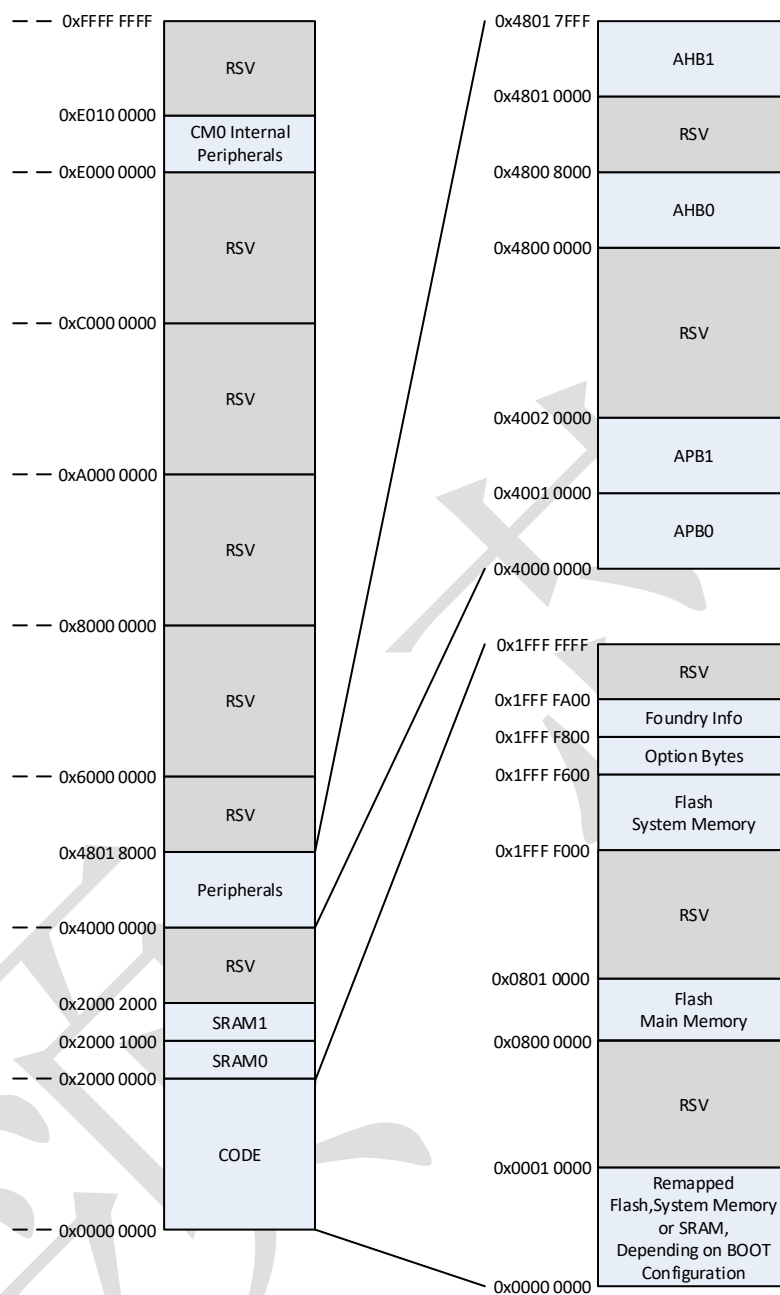 0xFFFF FFFF
RSV
0xE010 0000
CM0 Internal
Peripherals
0xE000 0000
RSV
0xC000 0000
RSV
0xA000 0000
RSV
0x8000 0000
RSV
0x6000 0000
RSV
0x4801 8000
Peripherals
0x4000 0000
RSV
0x2000 2000
SRAM1
0x2000 1000
SRAM0
0x2000 0000
CODE
0x0000 0000
0x4801 7FFF
AHB1
0x4801 0000
RSV
0x4800 8000
AHB0
0x4800 0000
RSV
0x4002 0000
APB1
0x4001 0000
APB0
0x4000 0000
0x1FFF FFFF
RSV
0x1FFF FA00
Foundry Info
0x1FFF F800
Option Bytes
0x1FFF F600
Flash
System Memory
0x1FFF F000
RSV
0x0801 0000
Flash
Main Memory
0x0800 0000
RSV
0x0001 0000
Remapped
Flash,System Memory
or SRAM,
Depending on BOOT
Configuration
0x0000 0000